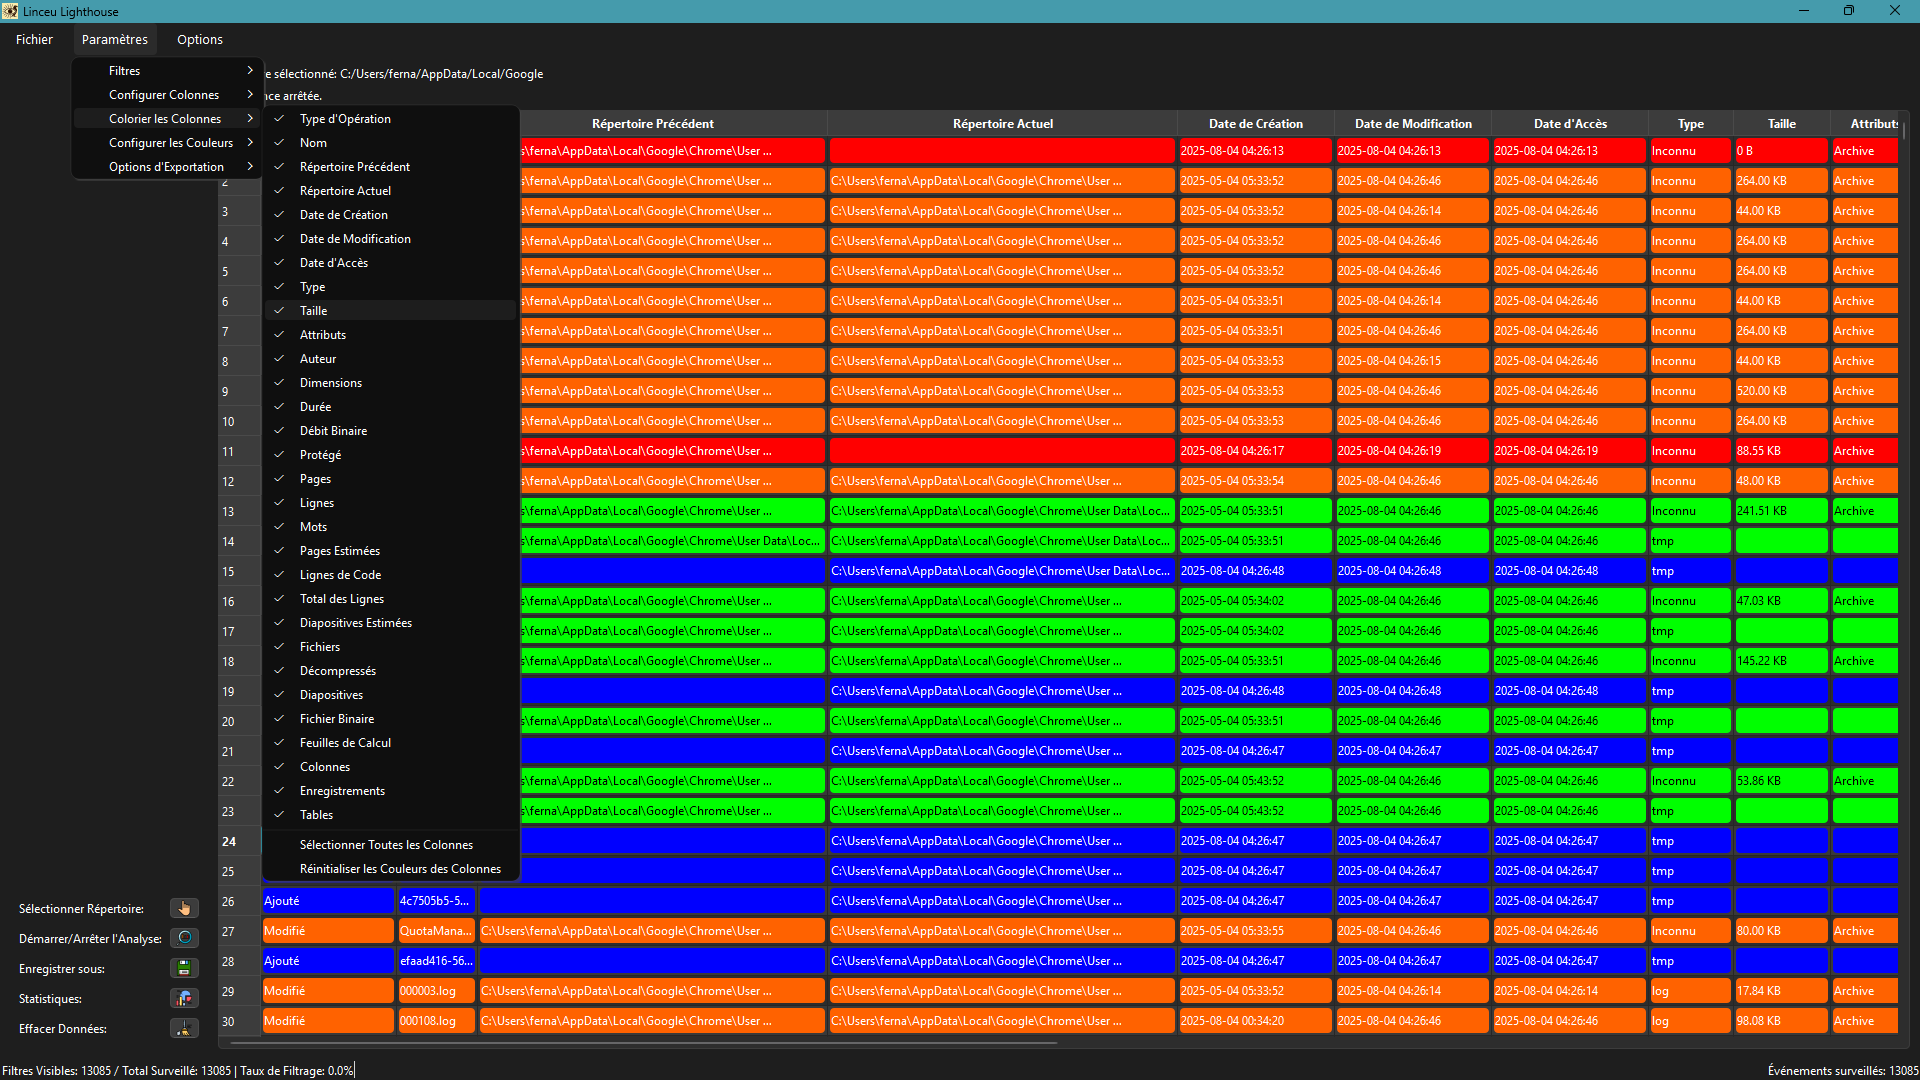 Linceu Lighthouse
Fichier Paramètres Options
Filtres
Configurer Colonnes
Colorier les Colonnes
Configurer les Couleurs
Options d'Exportation
e sélectionné: C:/Users/ferna/AppData/Local/Google
nce arrêtée.
Type d'Opération
Nom
Répertoire Précédent
Répertoire Actuel
Date de Création
Date de Modification
Date d'Accès
Type
Taille
Attributs
Auteur
Dimensions
Durée
Débit Binaire
Protégé
Pages
Lignes
Mots
Pages Estimées
Lignes de Code
Total des Lignes
Diapositives Estimées
Fichiers
Décompressés
Diapositives
Fichier Binaire
Feuilles de Calcul
Colonnes
Enregistrements
Tables
Sélectionner Toutes les Colonnes
Réinitialiser les Couleurs des Colonnes
Répertoire Précédent Répertoire Actuel Date de Création Date de Modification Date d'Accès Type Taille Attributs
s\ferna\AppData\Local\Google\Chrome\User ... 2025-08-04 04:26:13 2025-08-04 04:26:13 2025-08-04 04:26:13 Inconnu 0 B Archive
2 s\ferna\AppData\Local\Google\Chrome\User ... C:\Users\ferna\AppData\Local\Google\Chrome\User ... 2025-05-04 05:33:52 2025-08-04 04:26:46 2025-08-04 04:26:46 Inconnu 264.00 KB Archive
3 s\ferna\AppData\Local\Google\Chrome\User ... C:\Users\ferna\AppData\Local\Google\Chrome\User ... 2025-05-04 05:33:52 2025-08-04 04:26:14 2025-08-04 04:26:46 Inconnu 44.00 KB Archive
4 s\ferna\AppData\Local\Google\Chrome\User ... C:\Users\ferna\AppData\Local\Google\Chrome\User ... 2025-05-04 05:33:52 2025-08-04 04:26:46 2025-08-04 04:26:46 Inconnu 264.00 KB Archive
5 s\ferna\AppData\Local\Google\Chrome\User ... C:\Users\ferna\AppData\Local\Google\Chrome\User ... 2025-05-04 05:33:52 2025-08-04 04:26:46 2025-08-04 04:26:46 Inconnu 264.00 KB Archive
6 s\ferna\AppData\Local\Google\Chrome\User ... C:\Users\ferna\AppData\Local\Google\Chrome\User ... 2025-05-04 05:33:51 2025-08-04 04:26:14 2025-08-04 04:26:46 Inconnu 44.00 KB Archive
7 s\ferna\AppData\Local\Google\Chrome\User ... C:\Users\ferna\AppData\Local\Google\Chrome\User ... 2025-05-04 05:33:51 2025-08-04 04:26:46 2025-08-04 04:26:46 Inconnu 264.00 KB Archive
8 s\ferna\AppData\Local\Google\Chrome\User ... C:\Users\ferna\AppData\Local\Google\Chrome\User ... 2025-05-04 05:33:53 2025-08-04 04:26:15 2025-08-04 04:26:46 Inconnu 44.00 KB Archive
9 s\ferna\AppData\Local\Google\Chrome\User ... C:\Users\ferna\AppData\Local\Google\Chrome\User ... 2025-05-04 05:33:53 2025-08-04 04:26:46 2025-08-04 04:26:46 Inconnu 520.00 KB Archive
10 s\ferna\AppData\Local\Google\Chrome\User ... C:\Users\ferna\AppData\Local\Google\Chrome\User ... 2025-05-04 05:33:53 2025-08-04 04:26:46 2025-08-04 04:26:46 Inconnu 264.00 KB Archive
11 s\ferna\AppData\Local\Google\Chrome\User ... 2025-08-04 04:26:17 2025-08-04 04:26:19 2025-08-04 04:26:19 Inconnu 88.55 KB Archive
12 s\ferna\AppData\Local\Google\Chrome\User ... C:\Users\ferna\AppData\Local\Google\Chrome\User ... 2025-05-04 05:33:54 2025-08-04 04:26:46 2025-08-04 04:26:46 Inconnu 48.00 KB Archive
13 s\ferna\AppData\Local\Google\Chrome\User ... C:\Users\ferna\AppData\Local\Google\Chrome\User Data\Loc... 2025-05-04 05:33:51 2025-08-04 04:26:46 2025-08-04 04:26:46 Inconnu 241.51 KB Archive
14 s\ferna\AppData\Local\Google\Chrome\User Data\Loc... C:\Users\ferna\AppData\Local\Google\Chrome\User Data\Loc... 2025-05-04 05:33:51 2025-08-04 04:26:46 2025-08-04 04:26:46 tmp
15 C:\Users\ferna\AppData\Local\Google\Chrome\User Data\Loc... 2025-08-04 04:26:48 2025-08-04 04:26:48 2025-08-04 04:26:48 tmp
16 s\ferna\AppData\Local\Google\Chrome\User ... C:\Users\ferna\AppData\Local\Google\Chrome\User ... 2025-05-04 05:34:02 2025-08-04 04:26:46 2025-08-04 04:26:46 Inconnu 47.03 KB Archive
17 s\ferna\AppData\Local\Google\Chrome\User ... C:\Users\ferna\AppData\Local\Google\Chrome\User ... 2025-05-04 05:34:02 2025-08-04 04:26:46 2025-08-04 04:26:46 tmp
18 s\ferna\AppData\Local\Google\Chrome\User ... C:\Users\ferna\AppData\Local\Google\Chrome\User ... 2025-05-04 05:33:51 2025-08-04 04:26:46 2025-08-04 04:26:46 Inconnu 145.22 KB Archive
19 C:\Users\ferna\AppData\Local\Google\Chrome\User ... 2025-08-04 04:26:48 2025-08-04 04:26:48 2025-08-04 04:26:48 tmp
20 s\ferna\AppData\Local\Google\Chrome\User ... C:\Users\ferna\AppData\Local\Google\Chrome\User ... 2025-05-04 05:33:51 2025-08-04 04:26:46 2025-08-04 04:26:46 tmp
21 C:\Users\ferna\AppData\Local\Google\Chrome\User ... 2025-08-04 04:26:47 2025-08-04 04:26:47 2025-08-04 04:26:47 tmp
22 s\ferna\AppData\Local\Google\Chrome\User ... C:\Users\ferna\AppData\Local\Google\Chrome\User ... 2025-05-04 05:43:52 2025-08-04 04:26:46 2025-08-04 04:26:46 Inconnu 53.86 KB Archive
23 s\ferna\AppData\Local\Google\Chrome\User ... C:\Users\ferna\AppData\Local\Google\Chrome\User ... 2025-05-04 05:43:52 2025-08-04 04:26:46 2025-08-04 04:26:46 tmp
24 C:\Users\ferna\AppData\Local\Google\Chrome\User ... 2025-08-04 04:26:47 2025-08-04 04:26:47 2025-08-04 04:26:47 tmp
25 C:\Users\ferna\AppData\Local\Google\Chrome\User ... 2025-08-04 04:26:47 2025-08-04 04:26:47 2025-08-04 04:26:47 tmp
26 Ajouté 4c7505b5-5... C:\Users\ferna\AppData\Local\Google\Chrome\User ... 2025-08-04 04:26:47 2025-08-04 04:26:47 2025-08-04 04:26:47 tmp
27 Modifié QuotaMana... C:\Users\ferna\AppData\Local\Google\Chrome\User ... C:\Users\ferna\AppData\Local\Google\Chrome\User ... 2025-05-04 05:33:55 2025-08-04 04:26:46 2025-08-04 04:26:46 Inconnu 80.00 KB Archive
28 Ajouté efaad416-56... C:\Users\ferna\AppData\Local\Google\Chrome\User ... 2025-08-04 04:26:47 2025-08-04 04:26:47 2025-08-04 04:26:47 tmp
29 Modifié 000003.log C:\Users\ferna\AppData\Local\Google\Chrome\User ... C:\Users\ferna\AppData\Local\Google\Chrome\User ... 2025-05-04 05:33:52 2025-08-04 04:26:14 2025-08-04 04:26:14 log 17.84 KB Archive
30 Modifié 000108.log C:\Users\ferna\AppData\Local\Google\Chrome\User ... C:\Users\ferna\AppData\Local\Google\Chrome\User ... 2025-08-04 00:34:20 2025-08-04 04:26:46 2025-08-04 04:26:46 log 98.08 KB Archive
Sélectionner Répertoire:
Démarrer/Arrêter l'Analyse:
Enregistrer sous:
Statistiques:
Effacer Données:
Filtres Visibles: 13085 / Total Surveillé: 13085 | Taux de Filtrage: 0.0%
Événements surveillés: 13085